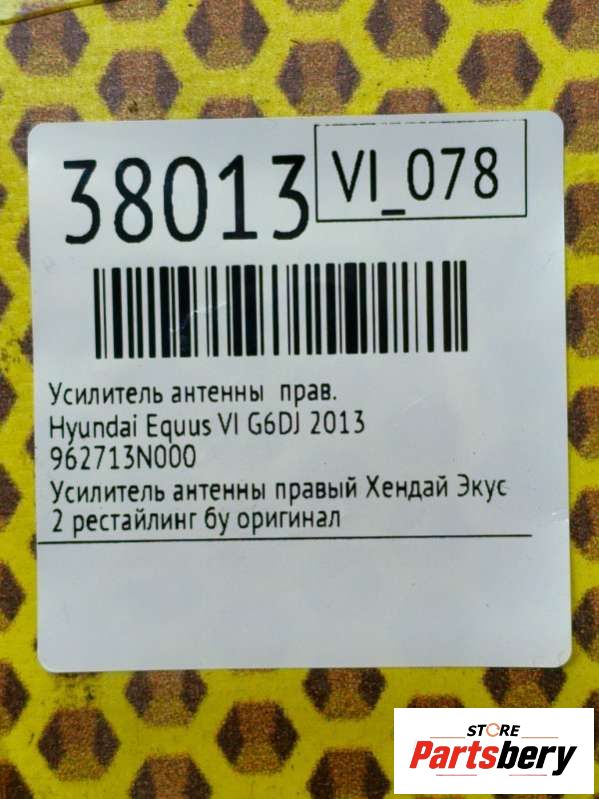 38013
VI_078
Усилитель антенны прав.
Hyundai Equus VI G6DJ 2013
962713N000
Усилитель антенны правый Хендай Экус
2 рестайлинг бу оригинал
STORE
Partsbery